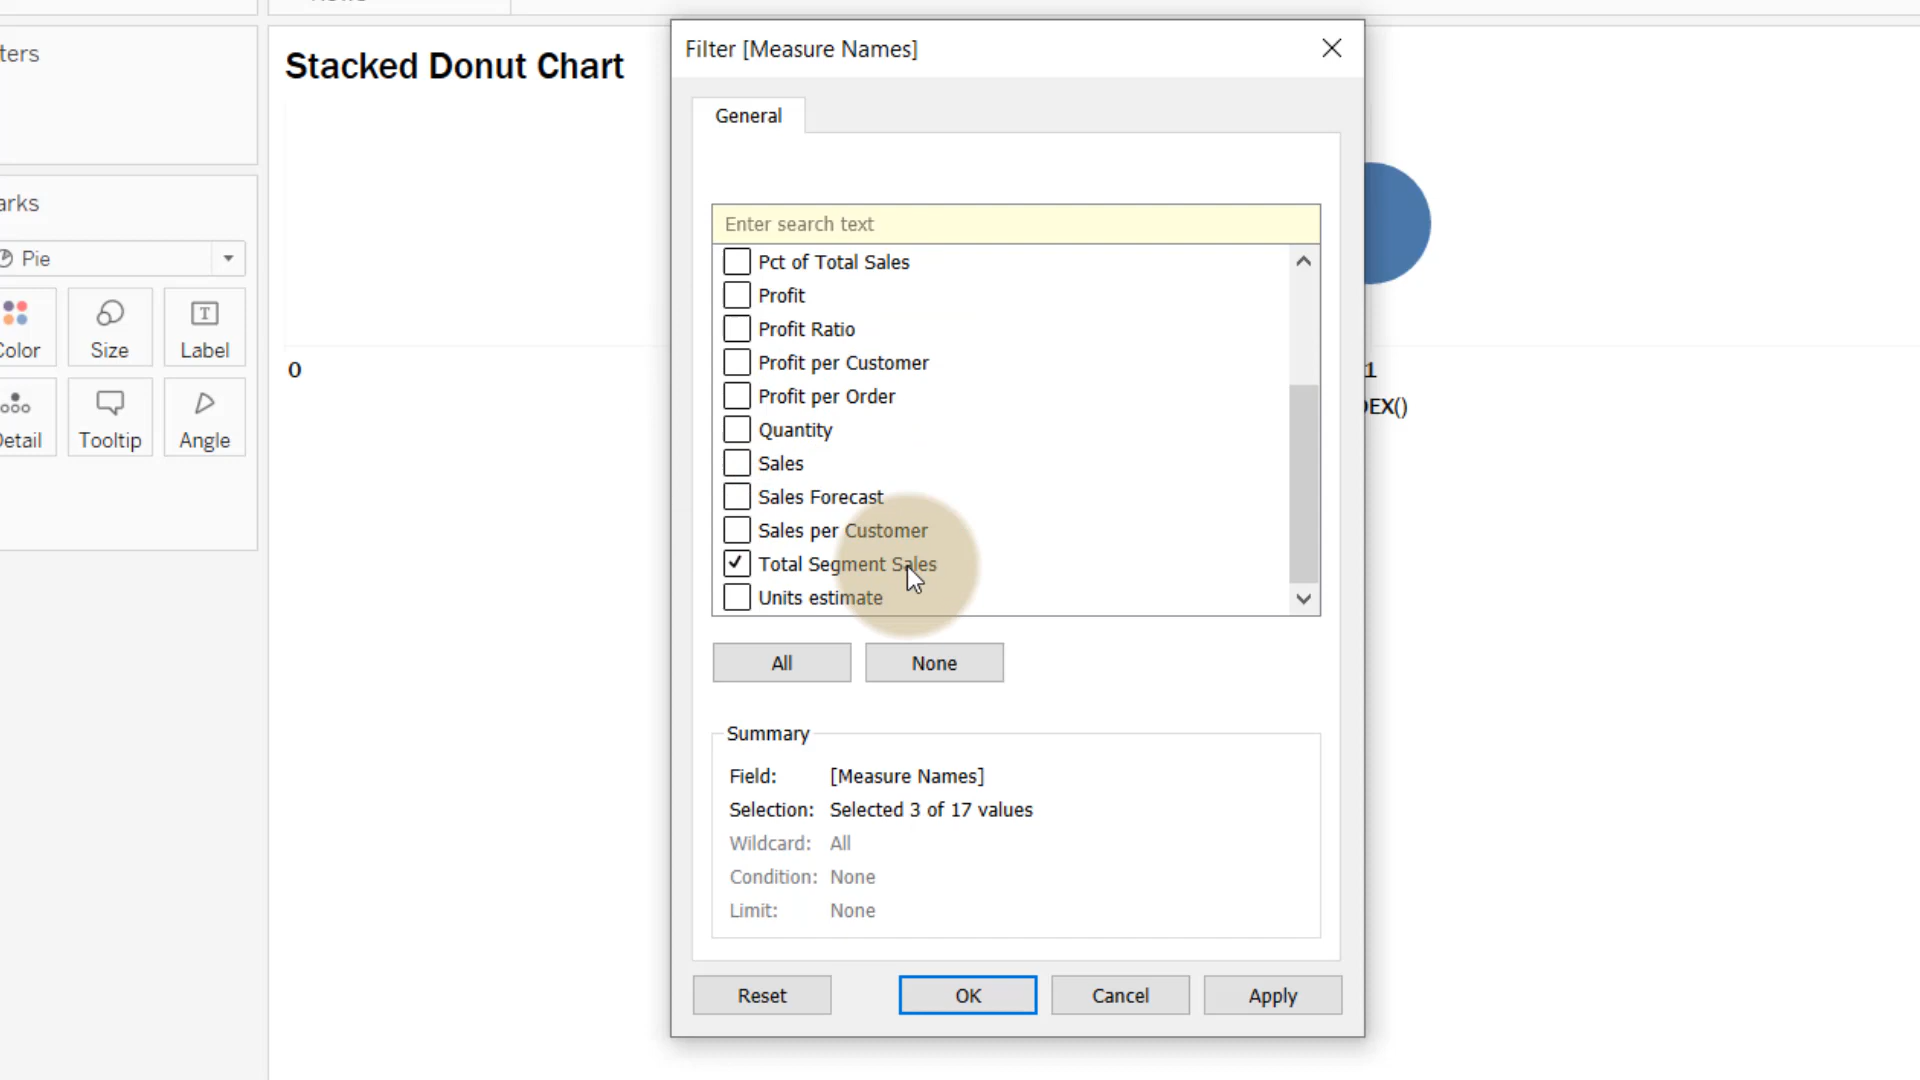 ters
Stacked Donut Chart
Filter [Measure Names]
General
Enter search text
Pct of Total Sales
Profit
Profit Ratio
Profit per Customer
Profit per Order
Quantity
Sales
Sales Forecast
Sales per Customer
Total Segment Sales
Units estimate
All
None
Summary
Field: [Measure Names]
Selection: Selected 3 of 17 values
Wildcard: All
Condition: None
Limit: None
Reset
OK
Cancel
Apply
arks
Pie
Color
Size
Label
Detail
Tooltip
Angle
0
1
DEX()